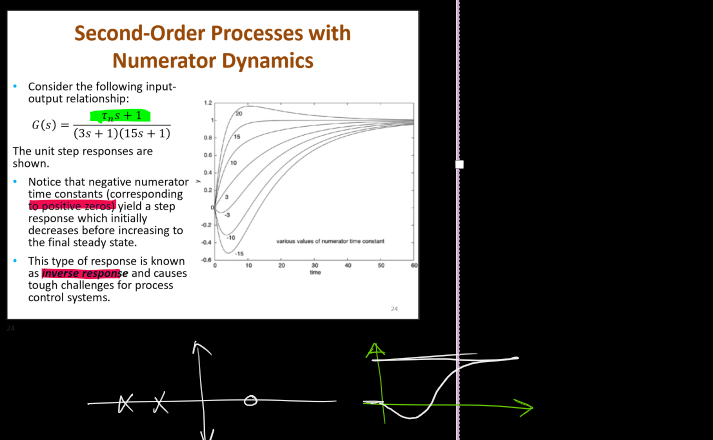 Second-Order Processes with
Numerator Dynamics
• Consider the following input-
output relationship:
G(s) = (τₙs + 1) / ((3s + 1)(15s + 1))
The unit step responses are
shown.
• Notice that negative numerator
time constants (corresponding
to positive zeros) yield a step
response which initially
decreases before increasing to
the final steady state.
• This type of response is known
as inverse response and causes
tough challenges for process
control systems.
1.2
1
0.8
0.6
0.4
0.2
0
-0.2
-0.4
-0.6
y
20
15
10
3
-3
-10
-15
various values of numerator time constant
0 10 20 30 40 50 60
time
24
24